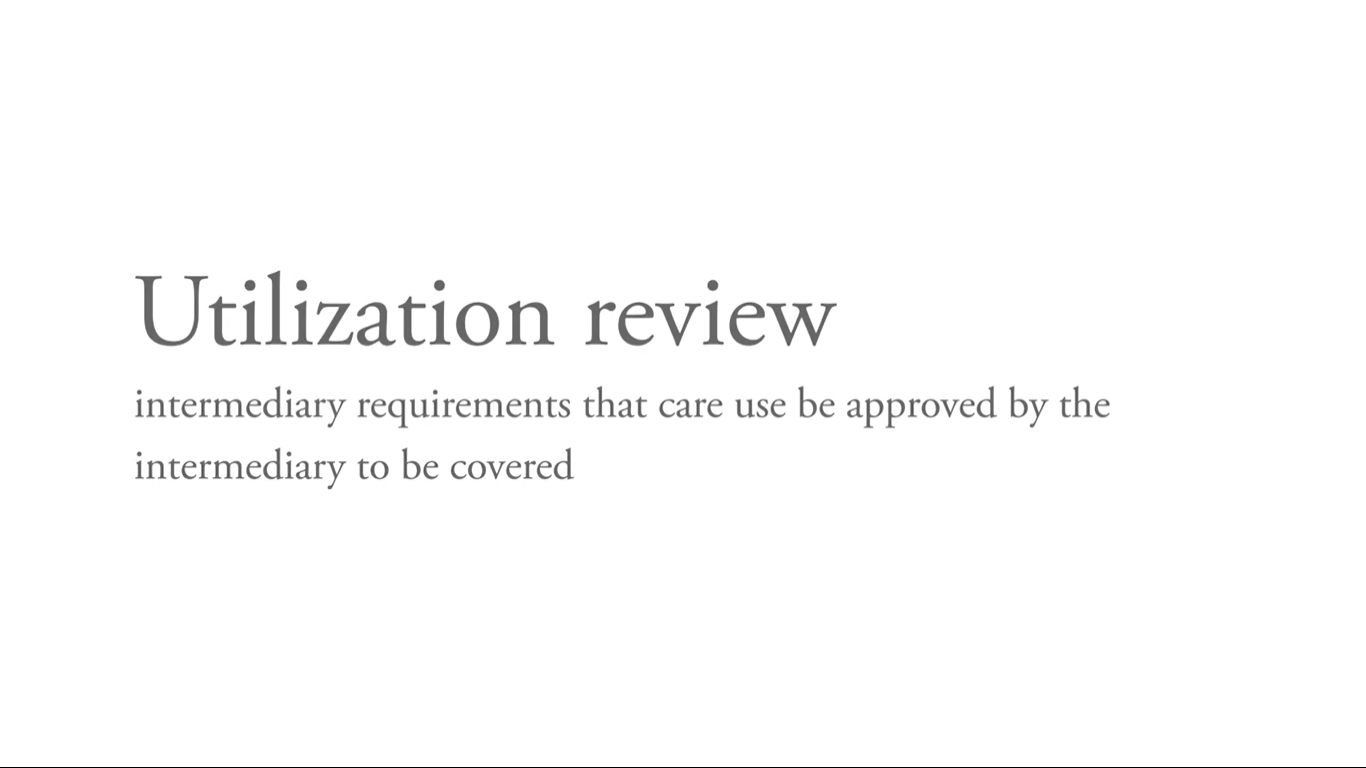 Utilization review
intermediary requirements that care use be approved by the
intermediary to be covered